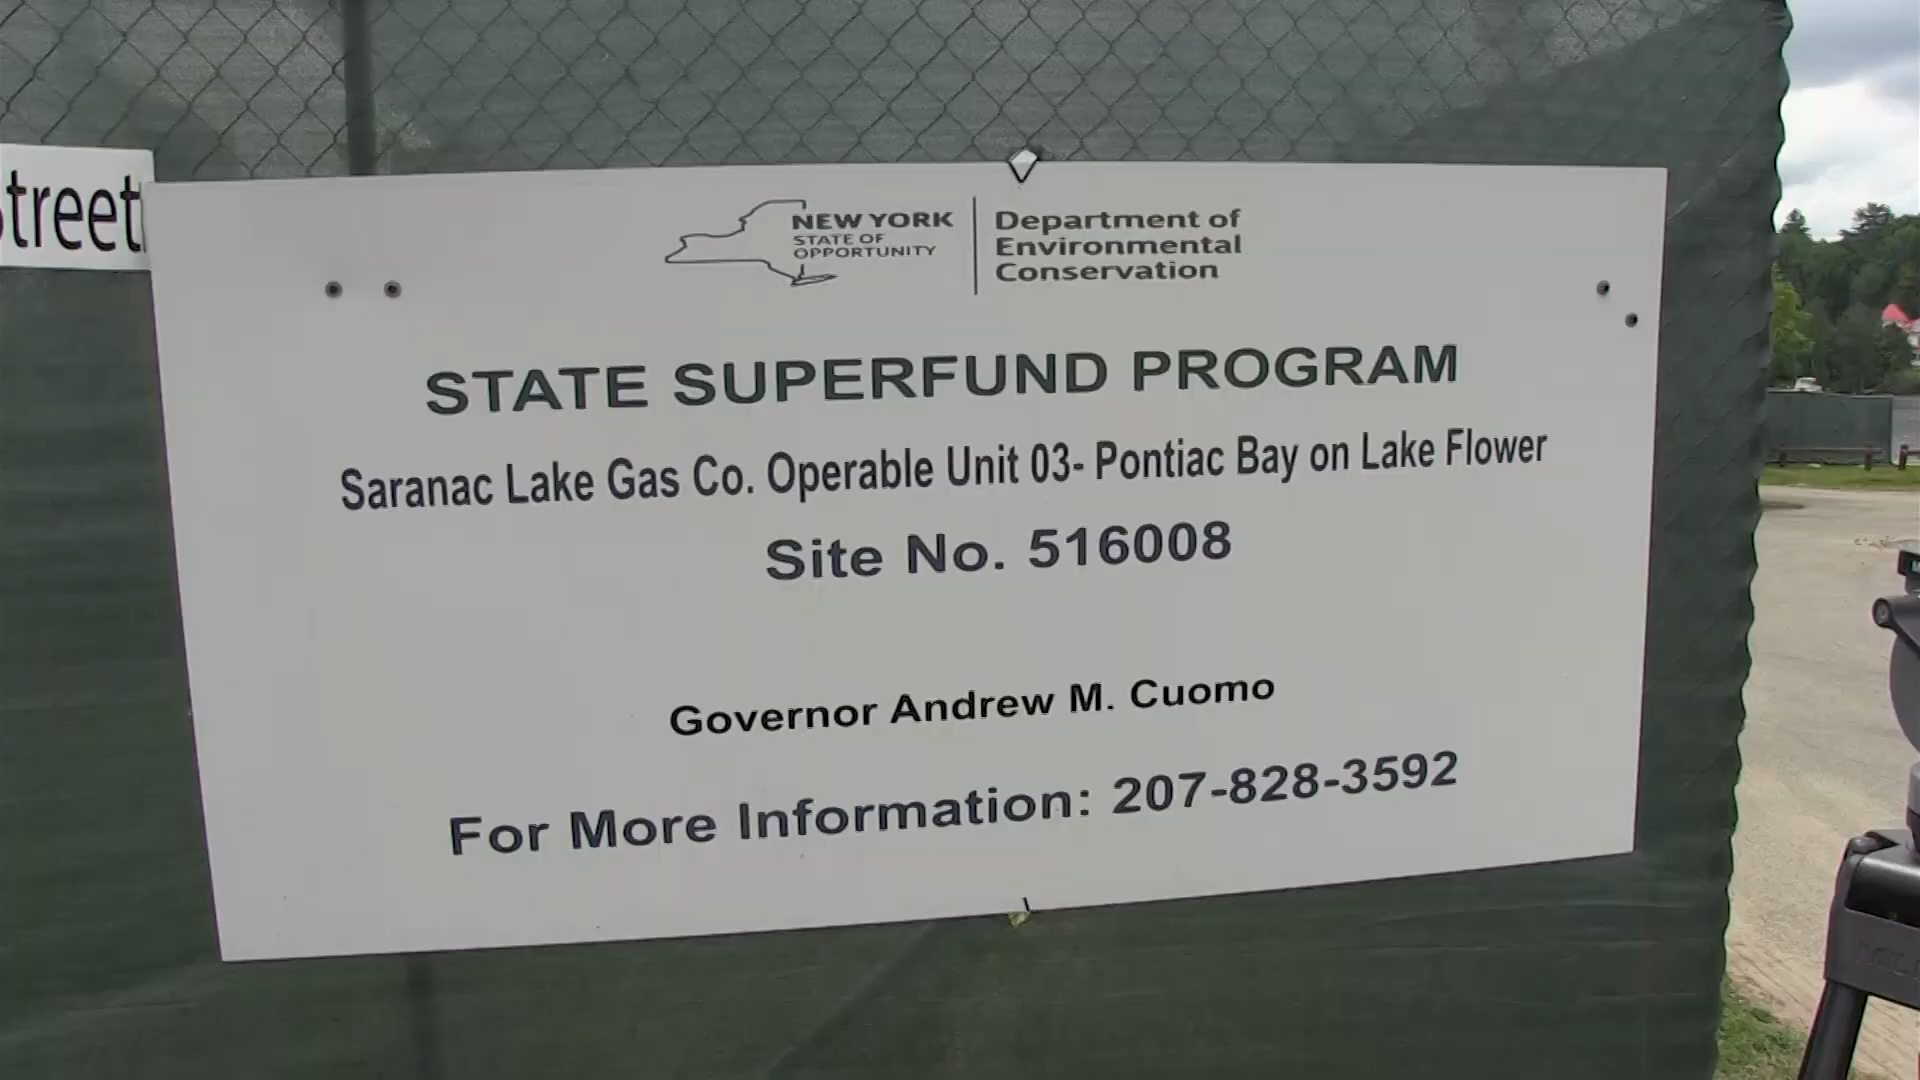 Street
NEW YORK
STATE OF
OPPORTUNITY
Department of
Environmental
Conservation
STATE SUPERFUND PROGRAM
Saranac Lake Gas Co. Operable Unit 03- Pontiac Bay on Lake Flower
Site No. 516008
Governor Andrew M. Cuomo
For More Information: 207-828-3592